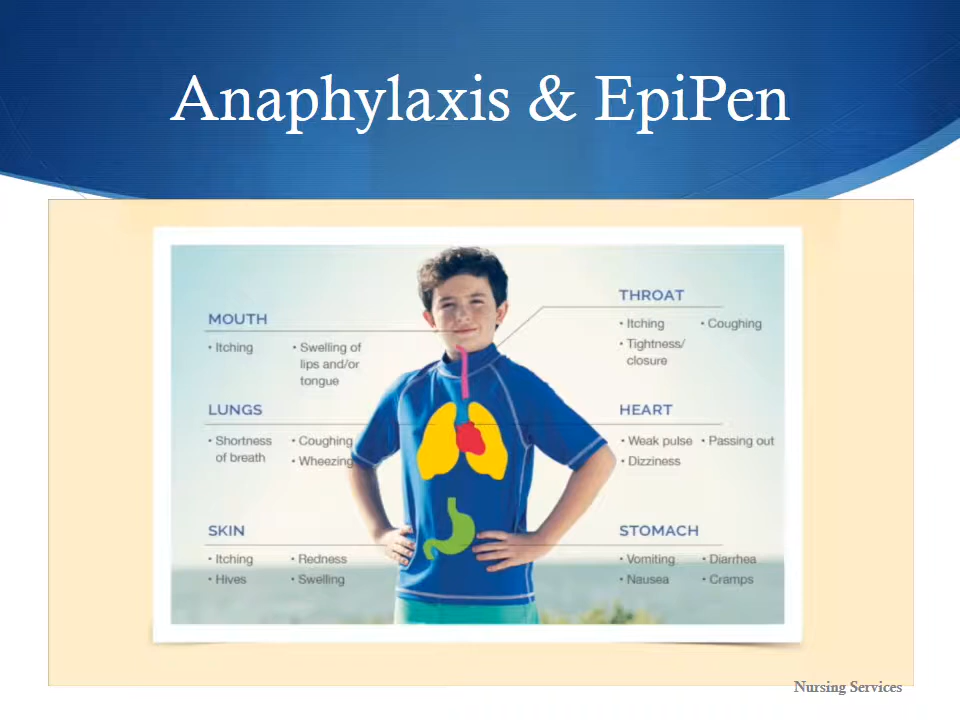 Anaphylaxis & EpiPen
MOUTH
• Itching
• Swelling of
lips and/or
tongue
THROAT
• Itching
• Coughing
• Tightness/
closure
LUNGS
• Shortness
of breath
• Coughing
• Wheezing
HEART
• Weak pulse
• Passing out
• Dizziness
SKIN
• Itching
• Redness
• Hives
• Swelling
STOMACH
• Vomiting
• Diarrhea
• Nausea
• Cramps
Nursing Services